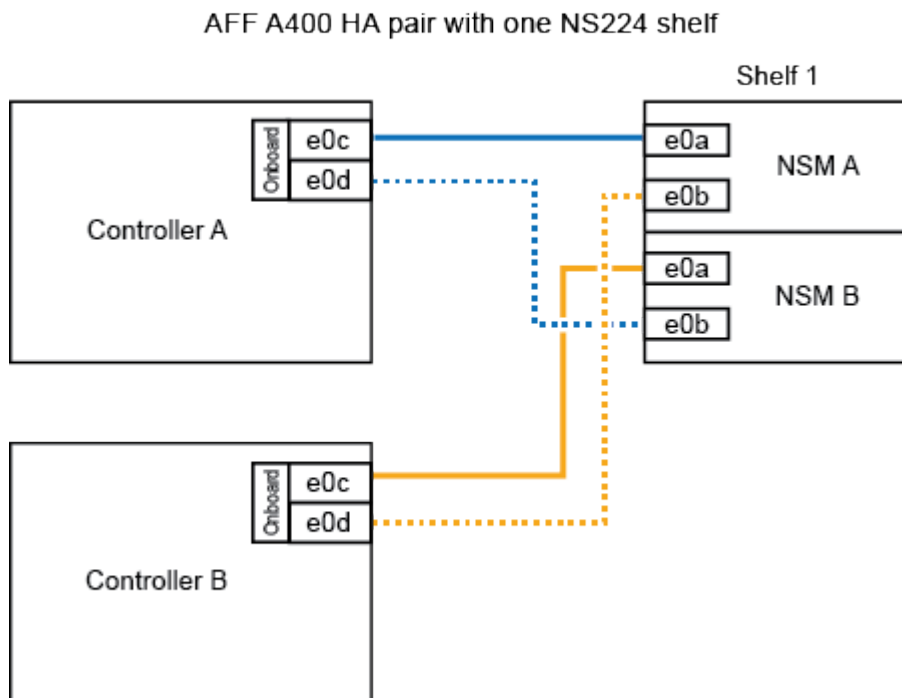 AFF A400 HA pair with one NS224 shelf
Shelf 1
Onboard
e0c
e0d
Controller A
e0a
e0b
NSM A
e0a
e0b
NSM B
Onboard
e0c
e0d
Controller B